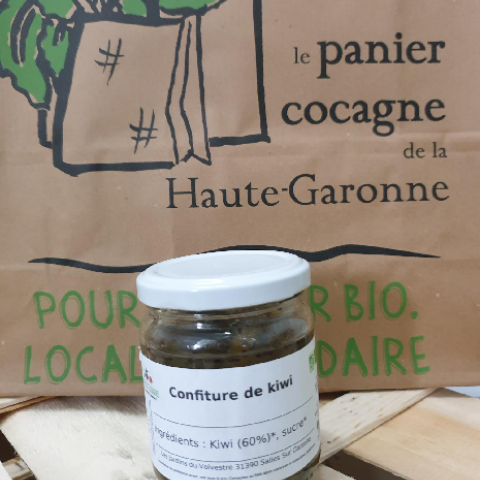 le panier
cocagne
de la
Haute-Garonne
POUR R BIO.
LOCAL DAIRE
Confiture de kiwi
Ingrédients : Kiwi (60%)*, sucre*
Les Jardins du Volvestre 31390 Salles Sur Garonne